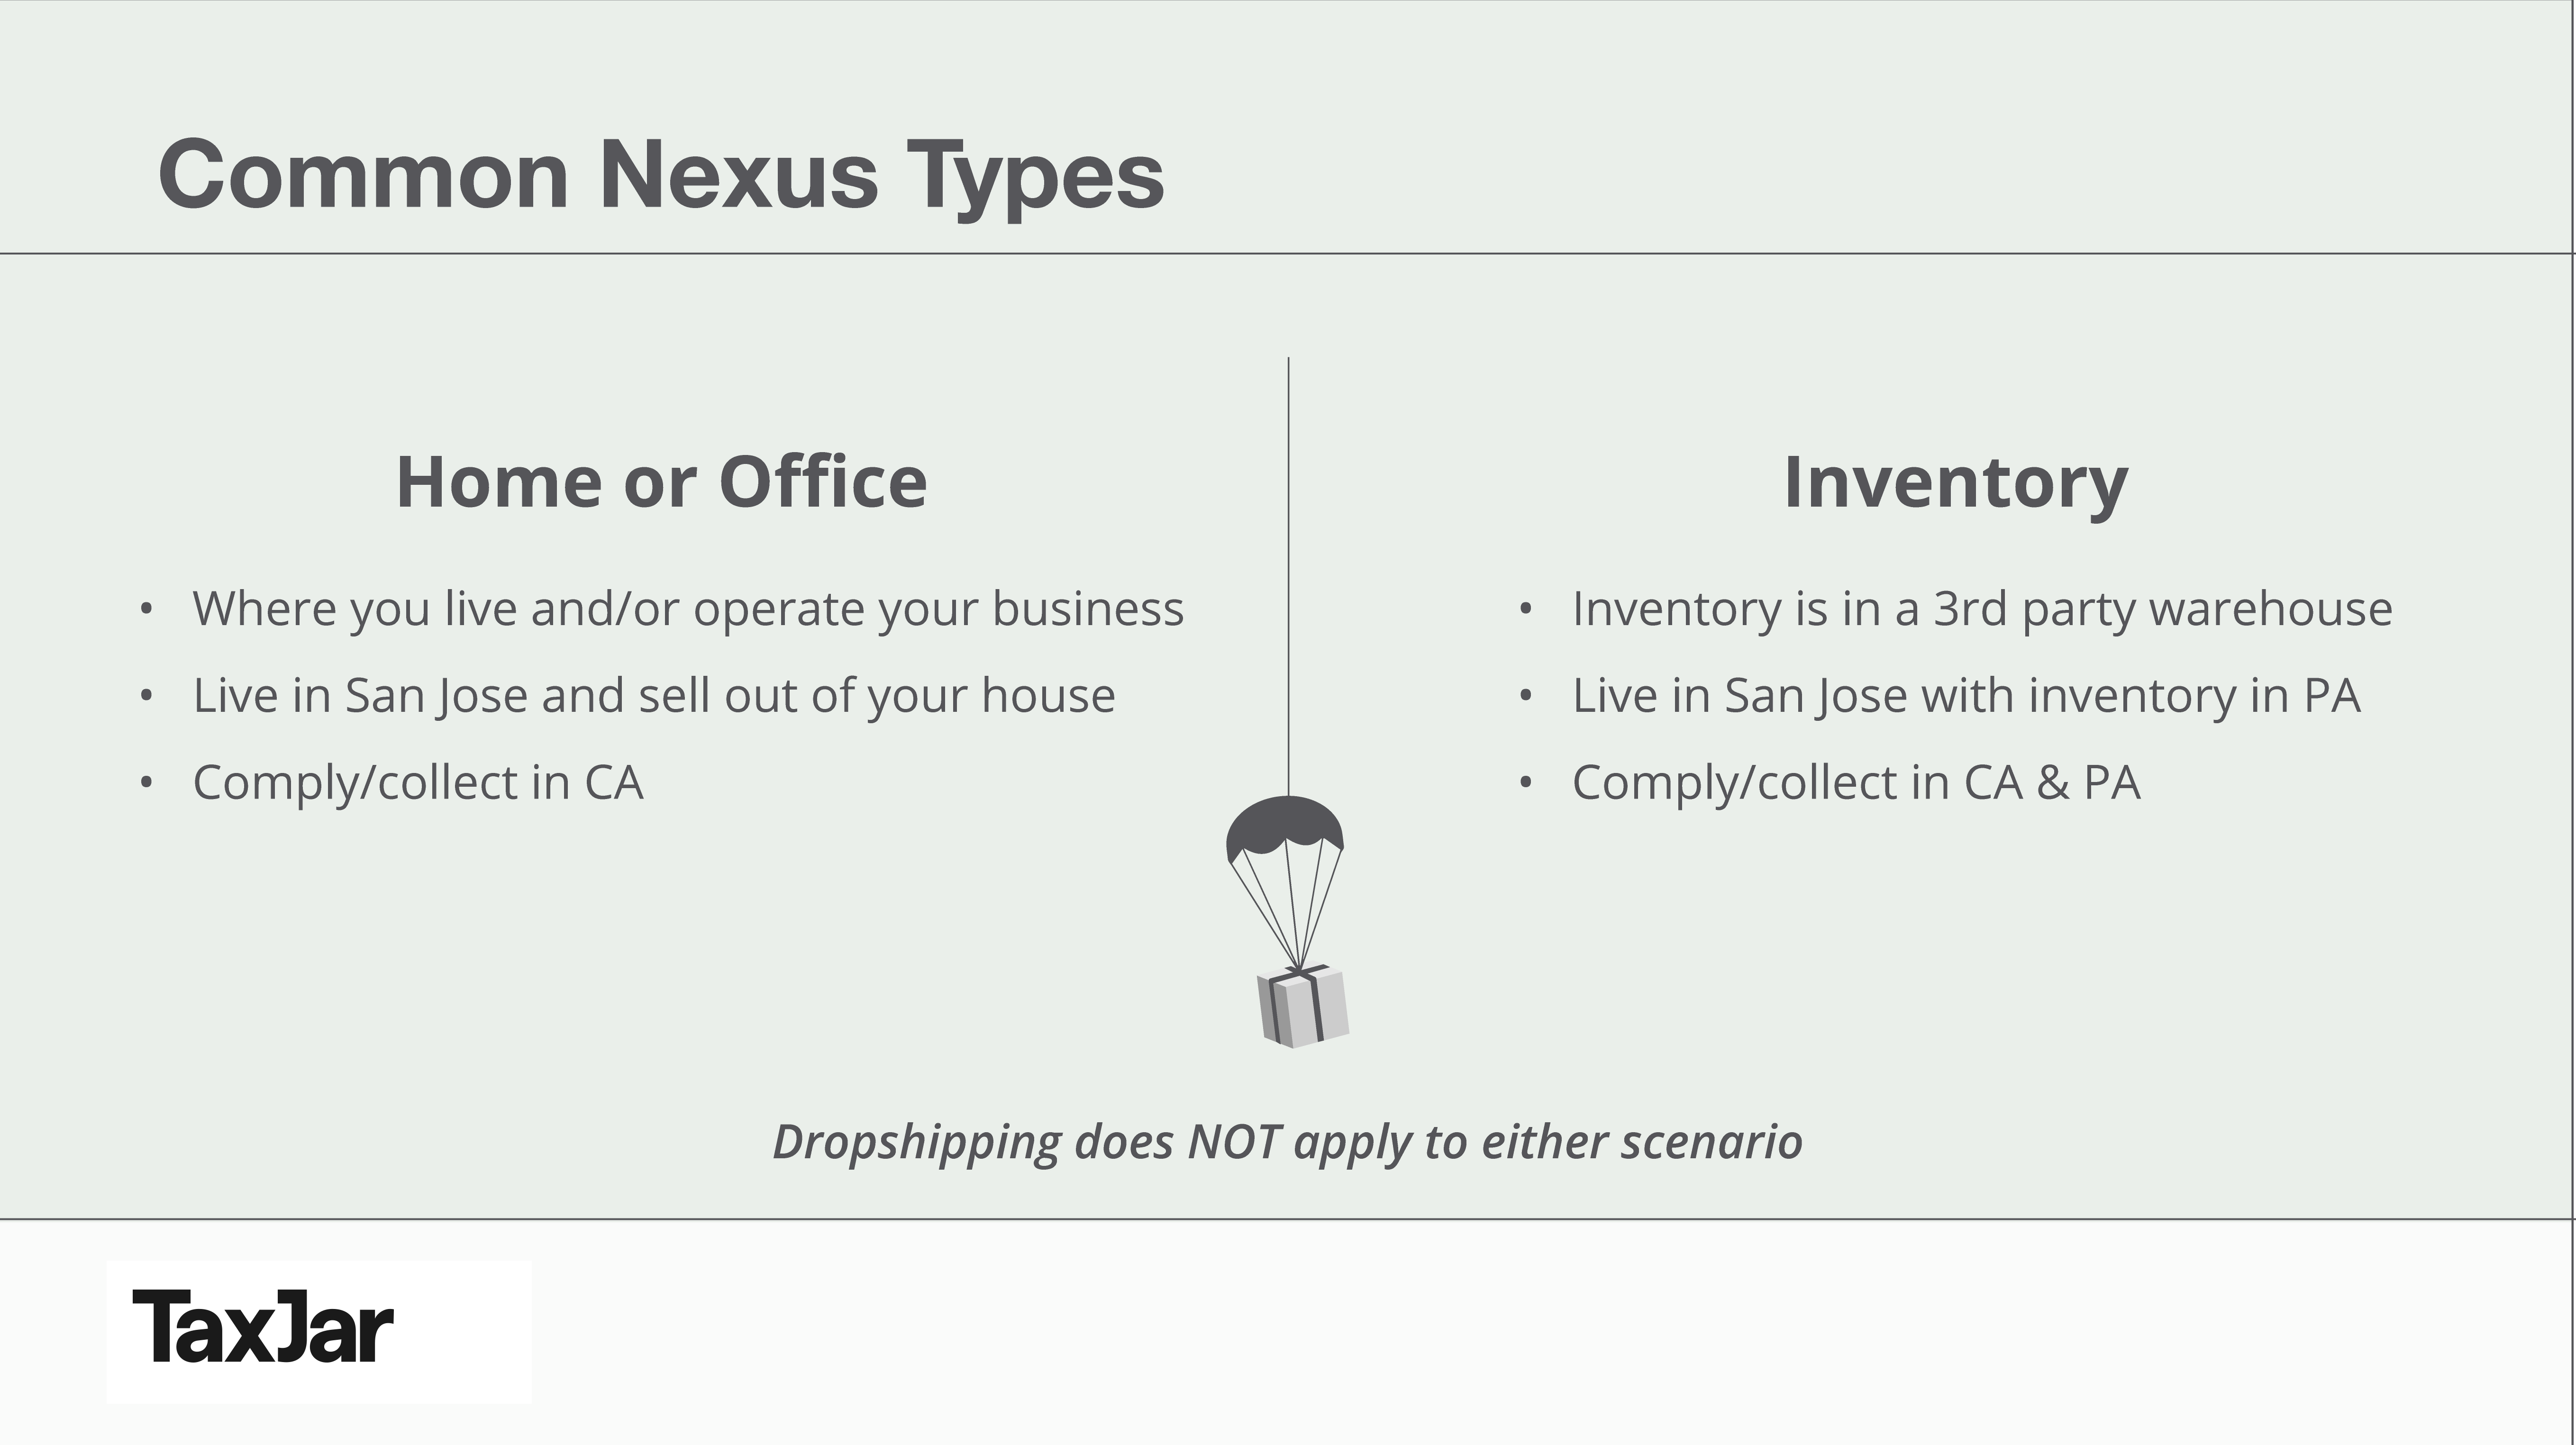 Common Nexus Types
Home or Office
• Where you live and/or operate your business
• Live in San Jose and sell out of your house
• Comply/collect in CA
Inventory
• Inventory is in a 3rd party warehouse
• Live in San Jose with inventory in PA
• Comply/collect in CA & PA
Dropshipping does NOT apply to either scenario
TaxJar